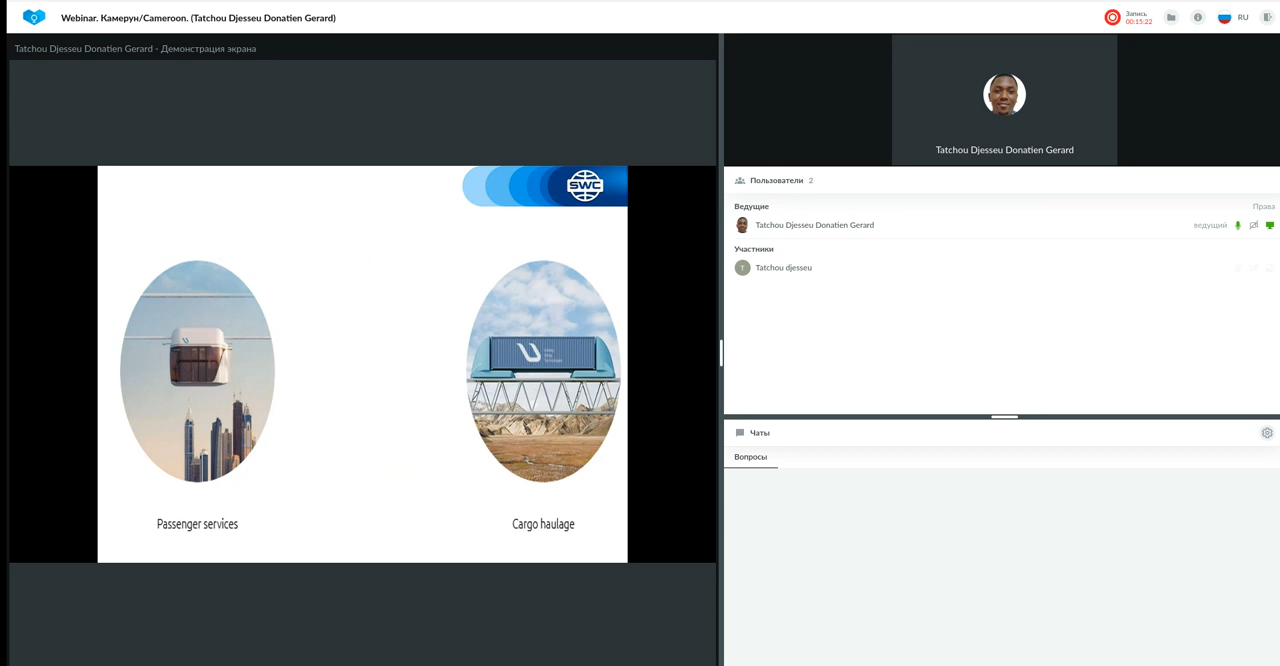 Webinar. Камерун/Cameroon. (Tatchou Djesseu Donatien Gerard)
Запись
00:15:22
RU
Tatchou Djesseu Donatien Gerard - Демонстрация экрана
SWC
Passenger services
Cargo haulage
Tatchou Djesseu Donatien Gerard
Пользователи 2
Ведущие Права
Tatchou Djesseu Donatien Gerard ведущий
Участники
T Tatchou djesseu
Чаты
Вопросы